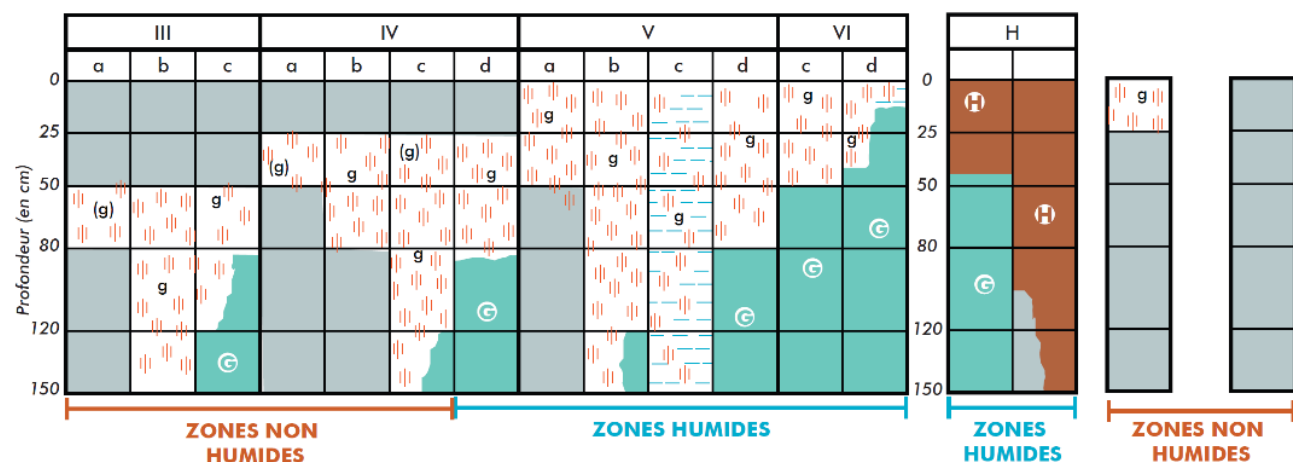 III IV V VI H
a b c a b c d a b c d c d
Profondeur (en cm)
0 0
g g g H
25 25
(g) g (g) g g g g
50 50
(g) g g H
80 80
g g G G G G G
120 120
G
150 150
ZONES NON HUMIDES
ZONES HUMIDES
ZONES HUMIDES
ZONES NON HUMIDES